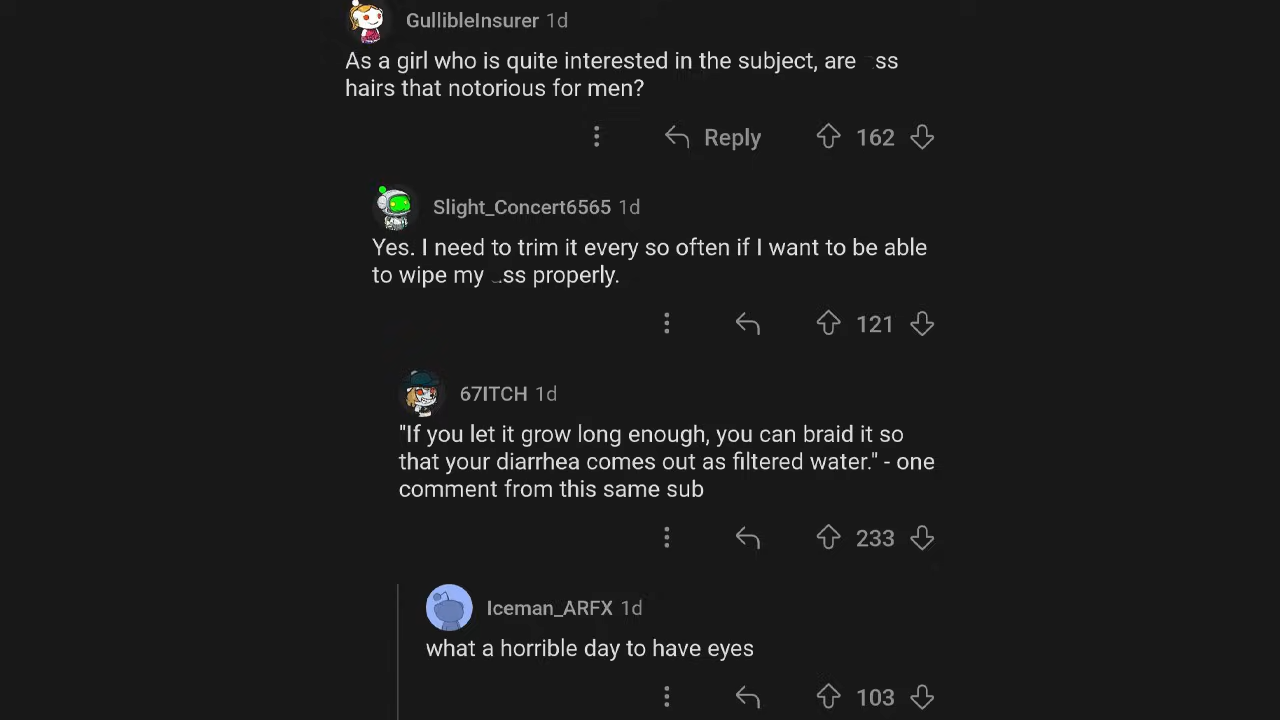 GullibleInsurer 1d
As a girl who is quite interested in the subject, are ss
hairs that notorious for men?
Reply 162
Slight_Concert6565 1d
Yes. I need to trim it every so often if I want to be able
to wipe my ss properly.
121
67ITCH 1d
"If you let it grow long enough, you can braid it so
that your diarrhea comes out as filtered water." - one
comment from this same sub
233
Iceman_ARFX 1d
what a horrible day to have eyes
103